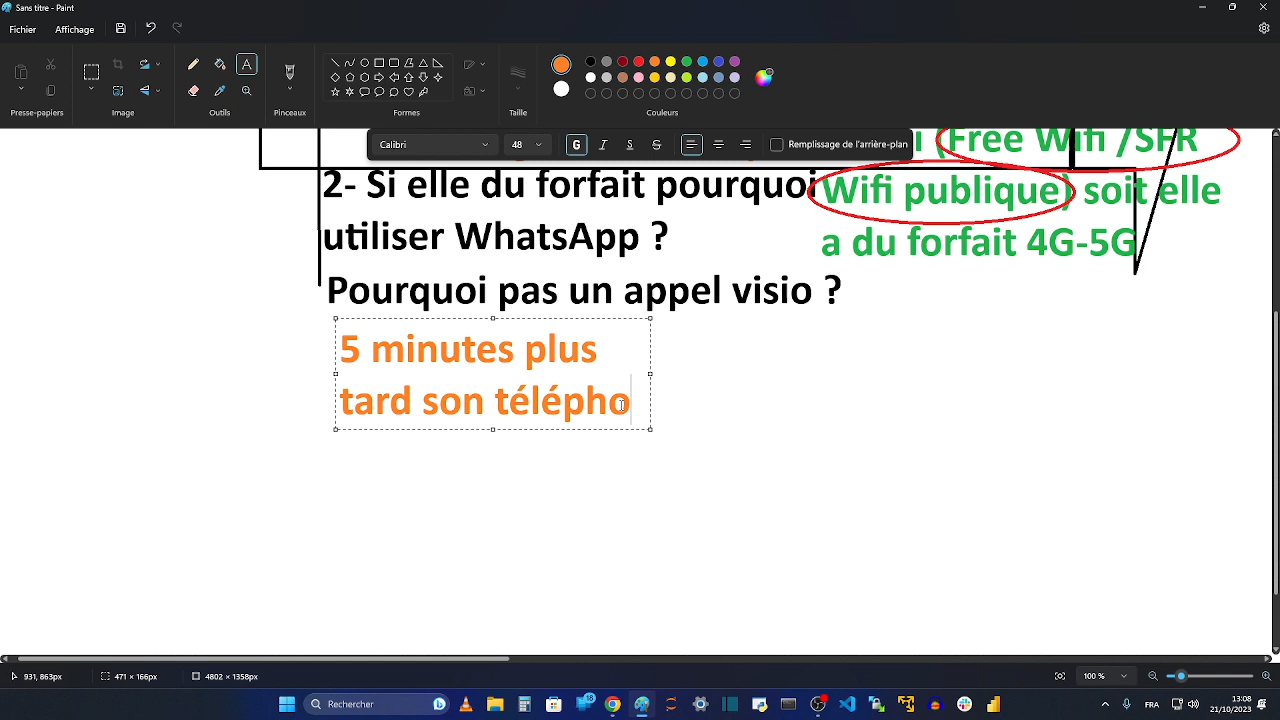 Sans titre - Paint
Fichier Affichage
Presse-papiers Image Outils Pinceaux Formes Taille Couleurs
Calibri 48 G I S S Remplissage de l'arrière-plan
i (Free Wifi /SFR
2- Si elle du forfait pourquoi
Wifi publique) soit elle
utiliser WhatsApp ?
a du forfait 4G-5G
Pourquoi pas un appel visio ?
5 minutes plus
tard son télépho
931, 866px 471 × 166px 4802 × 1358px 100 %
Rechercher 18 FRA 13:08
21/10/2023